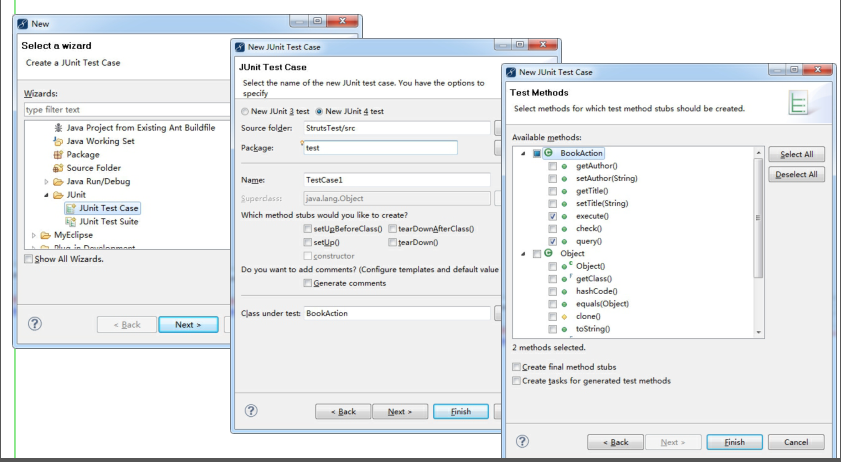 New
Select a wizard
Create a JUnit Test Case
Wizards:
type filter text
Java Project from Existing Ant Buildfile
Java Working Set
Package
Source Folder
Java Run/Debug
JUnit
JUnit Test Case
JUnit Test Suite
MyEclipse
Plug-in Development
Show All Wizards.
< Back
Next >
New JUnit Test Case
JUnit Test Case
Select the name of the new JUnit test case. You have the options to
specify
New JUnit 3 test
New JUnit 4 test
Source folder:
StrutsTest/src
Package:
test
Name:
TestCase1
Superclass:
java.lang.Object
Which method stubs would you like to create?
setUpBeforeClass()
tearDownAfterClass()
setUp()
tearDown()
constructor
Do you want to add comments? (Configure templates and default value
Generate comments
Class under test:
BookAction
< Back
Next >
Finish
New JUnit Test Case
Test Methods
Select methods for which test method stubs should be created.
Available methods:
BookAction
getAuthor()
setAuthor(String)
getTitle()
setTitle(String)
execute()
check()
query()
Object
Object()
getClass()
hashCode()
equals(Object)
clone()
toString()
Select All
Deselect All
2 methods selected.
Create final method stubs
Create tasks for generated test methods
< Back
Next >
Finish
Cancel